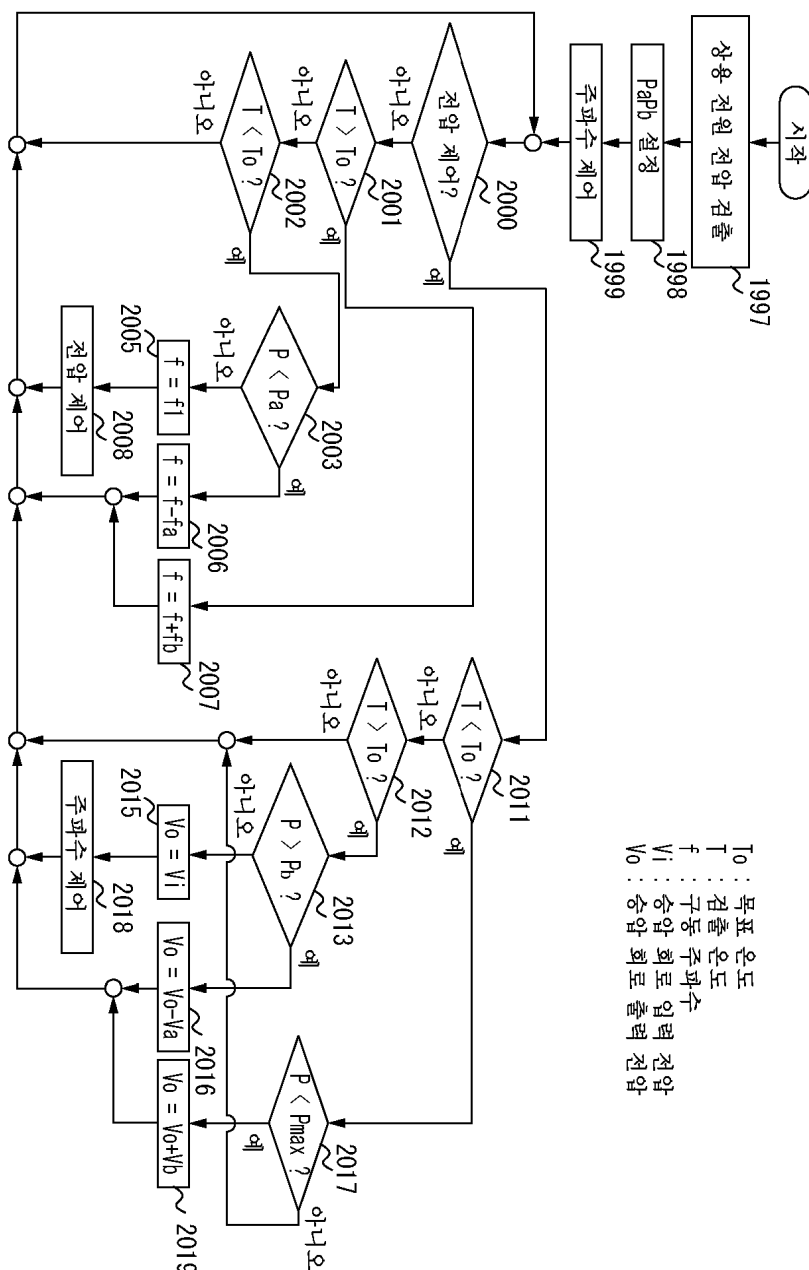 시작
상용 전원 전압 검출
1997
PaPb 설정
1998
주파수 제어
1999
전압 제어?
2000
예
아니오
T > To ?
2001
예
아니오
T < To ?
2002
예
아니오
P < Pa ?
2003
예
아니오
f = f1
2005
f = f-fa
2006
f = f+fb
2007
전압 제어
2008
T < To ?
2011
예
아니오
T > To ?
2012
예
아니오
P > Pb ?
2013
예
아니오
P < Pmax ?
2017
예
아니오
Vo = Vi
2015
Vo = Vo-Va
2016
Vo = Vo+Vb
2019
주파수 제어
2018
To : 목표 온도
T : 검출 온도
f : 구동 주파수
Vi : 승압 회로 입력 전압
Vo : 승압 회로 출력 전압